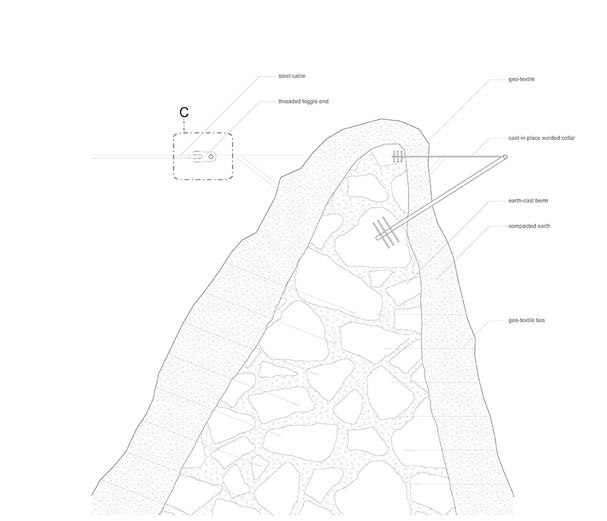 steel cable
geo-textile
threaded toggle end
C
cast-in-place welded collar
earth-cast berm
compacted earth
geo-textile ties